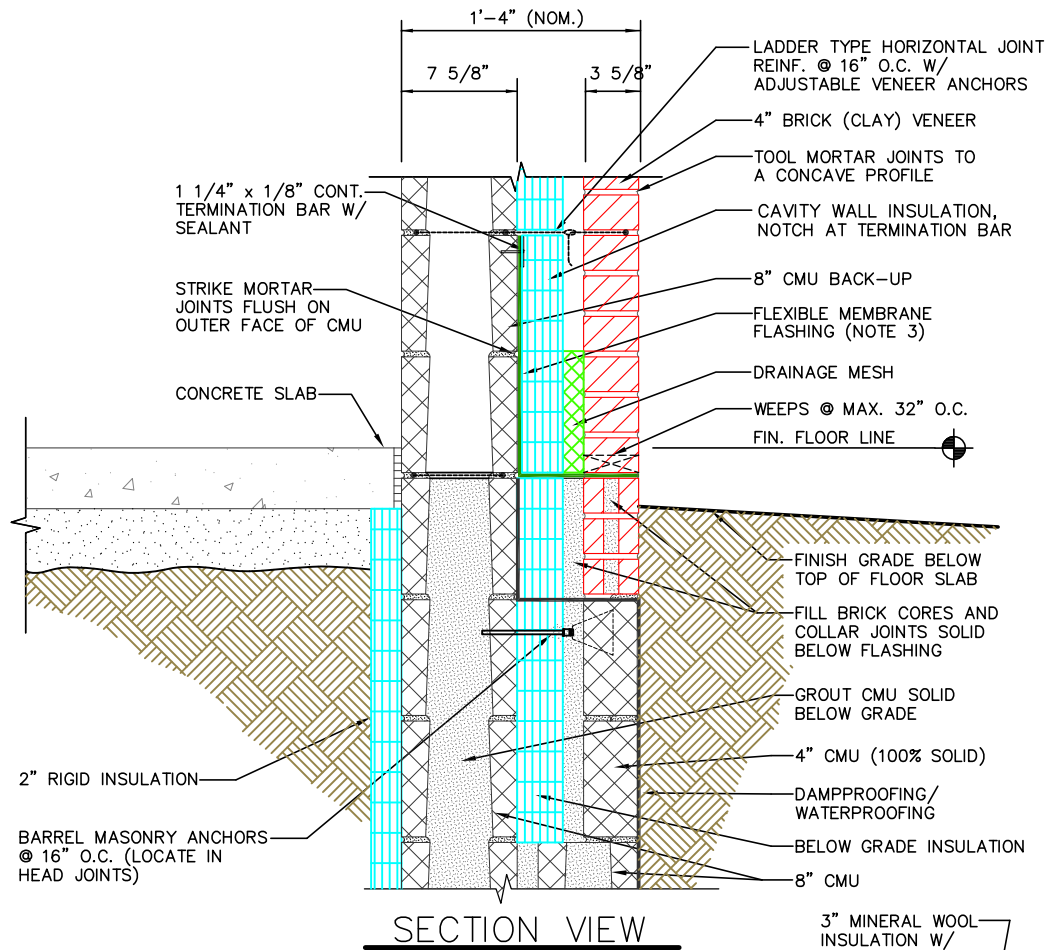 1'-4" (NOM.)
7 5/8"
3 5/8"
LADDER TYPE HORIZONTAL JOINT
REINF. @ 16" O.C. W/
ADJUSTABLE VENEER ANCHORS
4" BRICK (CLAY) VENEER
TOOL MORTAR JOINTS TO
A CONCAVE PROFILE
1 1/4" x 1/8" CONT.
TERMINATION BAR W/
SEALANT
CAVITY WALL INSULATION,
NOTCH AT TERMINATION BAR
STRIKE MORTAR
JOINTS FLUSH ON
OUTER FACE OF CMU
8" CMU BACK-UP
FLEXIBLE MEMBRANE
FLASHING (NOTE 3)
DRAINAGE MESH
CONCRETE SLAB
WEEPS @ MAX. 32" O.C.
FIN. FLOOR LINE
FINISH GRADE BELOW
TOP OF FLOOR SLAB
FILL BRICK CORES AND
COLLAR JOINTS SOLID
BELOW FLASHING
GROUT CMU SOLID
BELOW GRADE
4" CMU (100% SOLID)
2" RIGID INSULATION
DAMPPROOFING/
WATERPROOFING
BARREL MASONRY ANCHORS
@ 16" O.C. (LOCATE IN
HEAD JOINTS)
BELOW GRADE INSULATION
8" CMU
SECTION VIEW
3" MINERAL WOOL
INSULATION W/